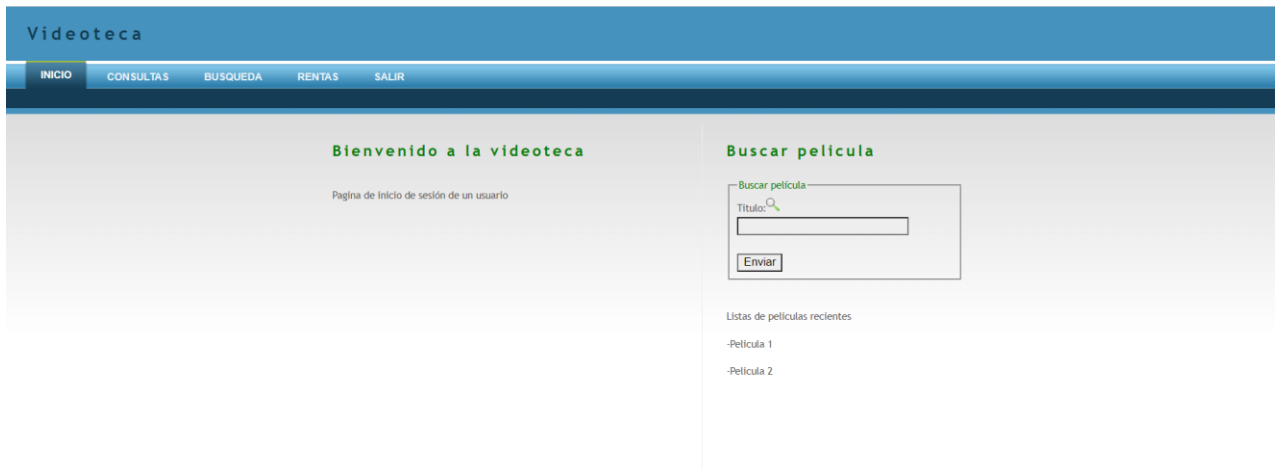 Videoteca
INICIO CONSULTAS BUSQUEDA RENTAS SALIR
Bienvenido a la videoteca
Pagina de inicio de sesión de un usuario
Buscar pelicula
Buscar película
Titulo:
Enviar
Listas de peliculas recientes
-Pelicula 1
-Pelicula 2